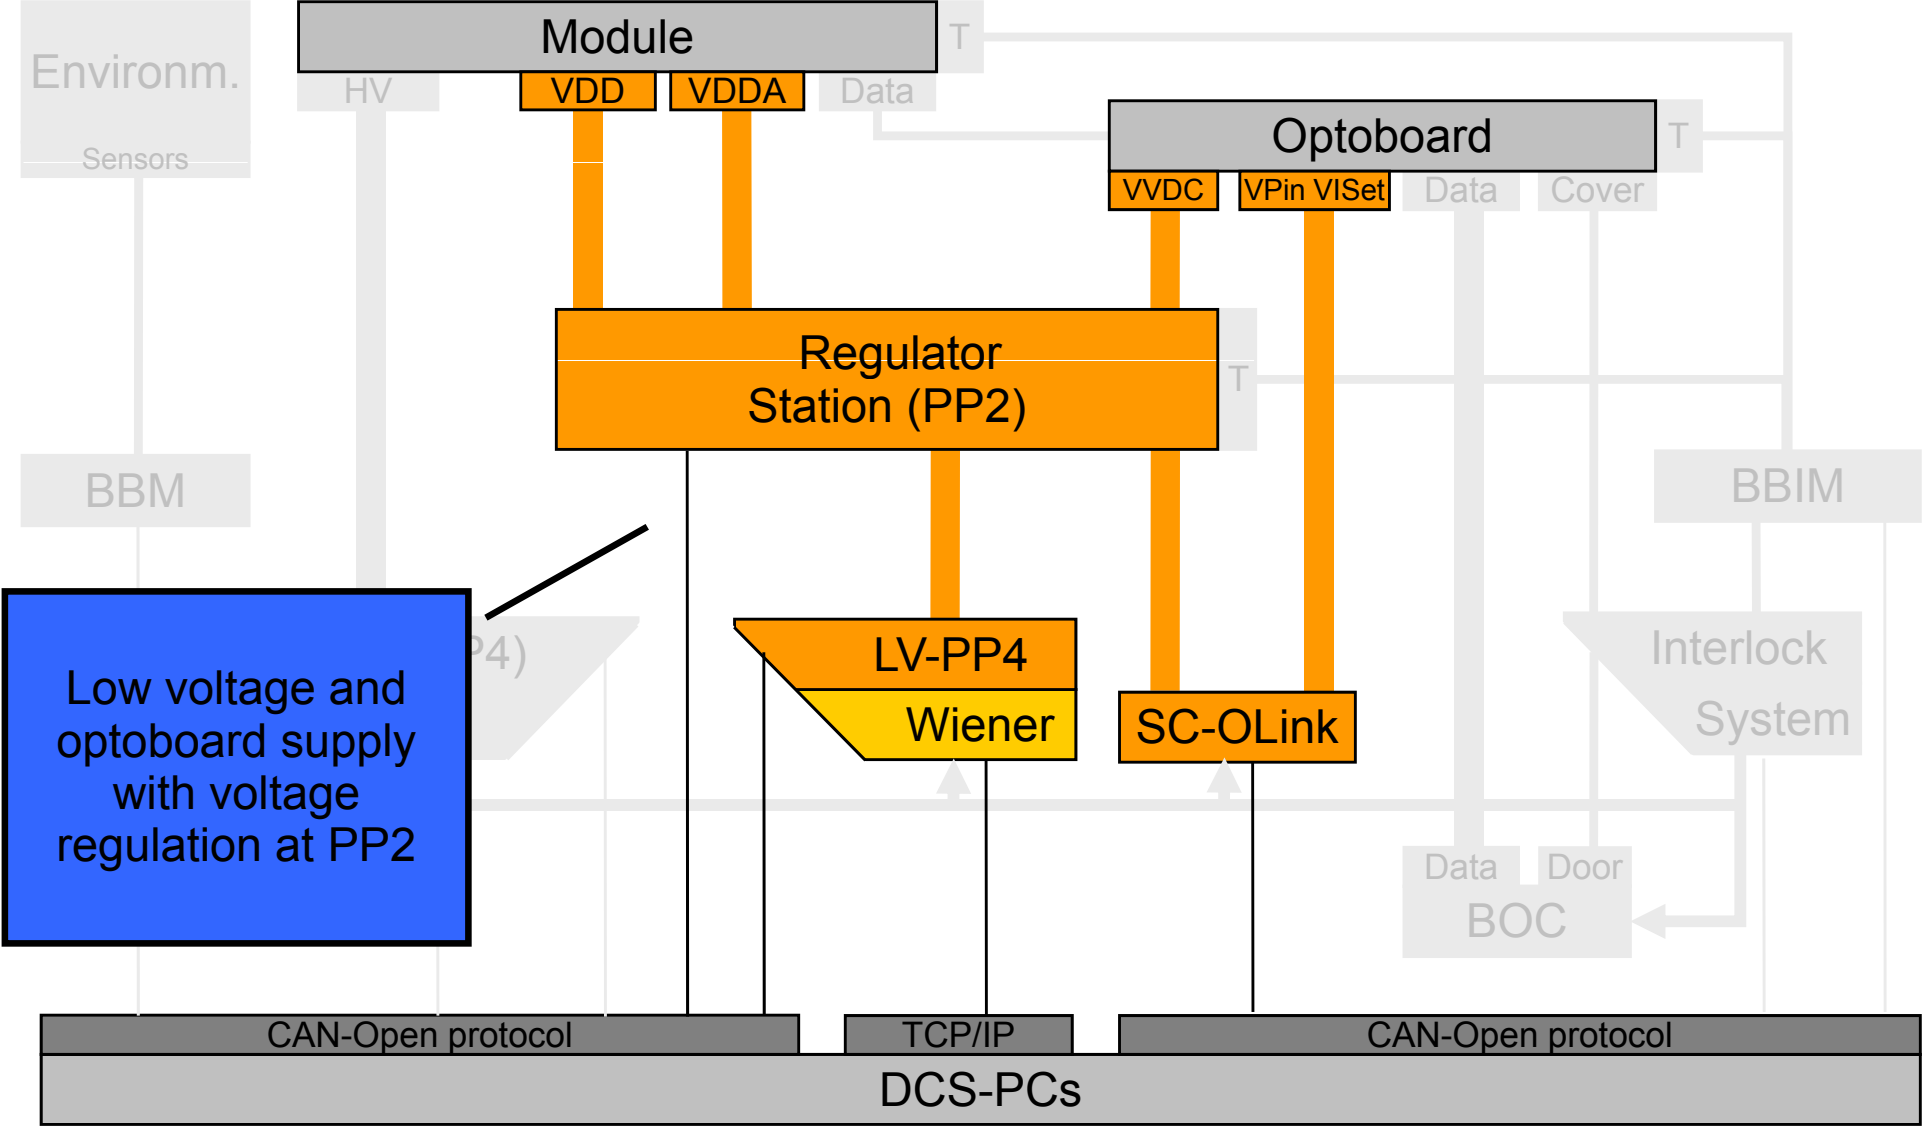 Module
T
Environm.
HV
VDD
VDDA
Data
Sensors
Optoboard
T
VVDC
VPin VISet
Data
Cover
Regulator
Station (PP2)
T
BBM
BBIM
P4)
LV-PP4
Wiener
SC-OLink
Interlock
System
Low voltage and
optoboard supply
with voltage
regulation at PP2
Data
Door
BOC
CAN-Open protocol
TCP/IP
CAN-Open protocol
DCS-PCs